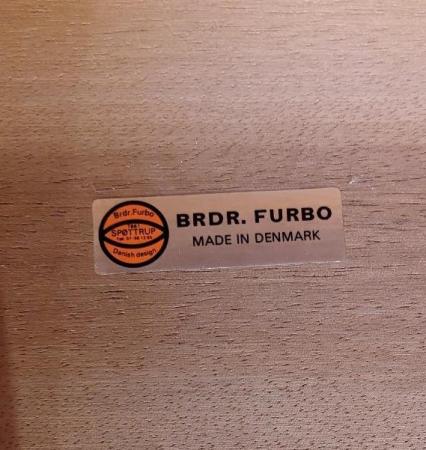 Brdr. Furbo
SPØTTRUP
Danish design
BRDR. FURBO
MADE IN DENMARK